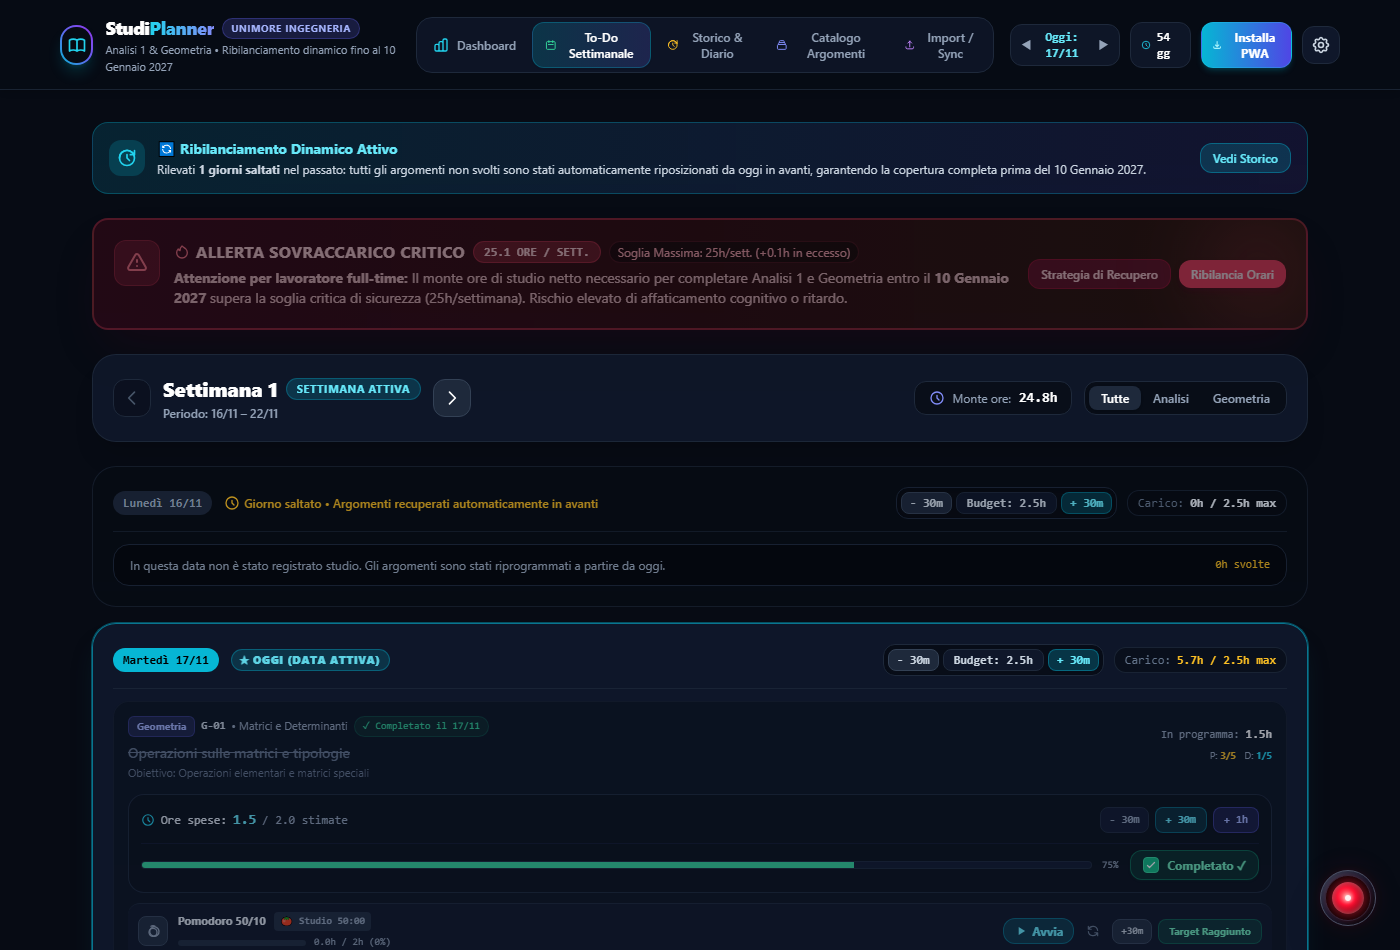 StudiPlanner UNIMORE INGEGNERIA
Analisi 1 & Geometria • Ribilanciamento dinamico fino al 10
Gennaio 2027
Dashboard
To-Do
Settimanale
Storico &
Diario
Catalogo
Argomenti
Import /
Sync
◀ Oggi:
17/11 ▶
54
gg
Installa
PWA
Ribilanciamento Dinamico Attivo
Rilevati 1 giorni saltati nel passato: tutti gli argomenti non svolti sono stati automaticamente riposizionati da oggi in avanti, garantendo la copertura completa prima del 10 Gennaio 2027.
Vedi Storico
ALLERTA SOVRACCARICO CRITICO 25.1 ORE / SETT. Soglia Massima: 25h/sett. (+0.1h in eccesso)
Attenzione per lavoratore full-time: Il monte ore di studio netto necessario per completare Analisi 1 e Geometria entro il 10 Gennaio
2027 supera la soglia critica di sicurezza (25h/settimana). Rischio elevato di affaticamento cognitivo o ritardo.
Strategia di Recupero Ribilancia Orari
Settimana 1 SETTIMANA ATTIVA
Periodo: 16/11 – 22/11
Monte ore: 24.8h Tutte Analisi Geometria
Lunedì 16/11 Giorno saltato • Argomenti recuperati automaticamente in avanti - 30m Budget: 2.5h + 30m Carico: 0h / 2.5h max
In questa data non è stato registrato studio. Gli argomenti sono stati riprogrammati a partire da oggi. 0h svolte
Martedì 17/11 ★ OGGI (DATA ATTIVA) - 30m Budget: 2.5h + 30m Carico: 5.7h / 2.5h max
Geometria G-01 • Matrici e Determinanti ✓ Completato il 17/11
In programma: 1.5h
Operazioni sulle matrici e tipologie
P: 3/5 D: 1/5
Obiettivo: Operazioni elementari e matrici speciali
Ore spese: 1.5 / 2.0 stimate - 30m + 30m + 1h
75% Completato ✓
Pomodoro 50/10 Studio 50:00
0.0h / 2h (0%)
▶ Avvia +30m Target Raggiunto